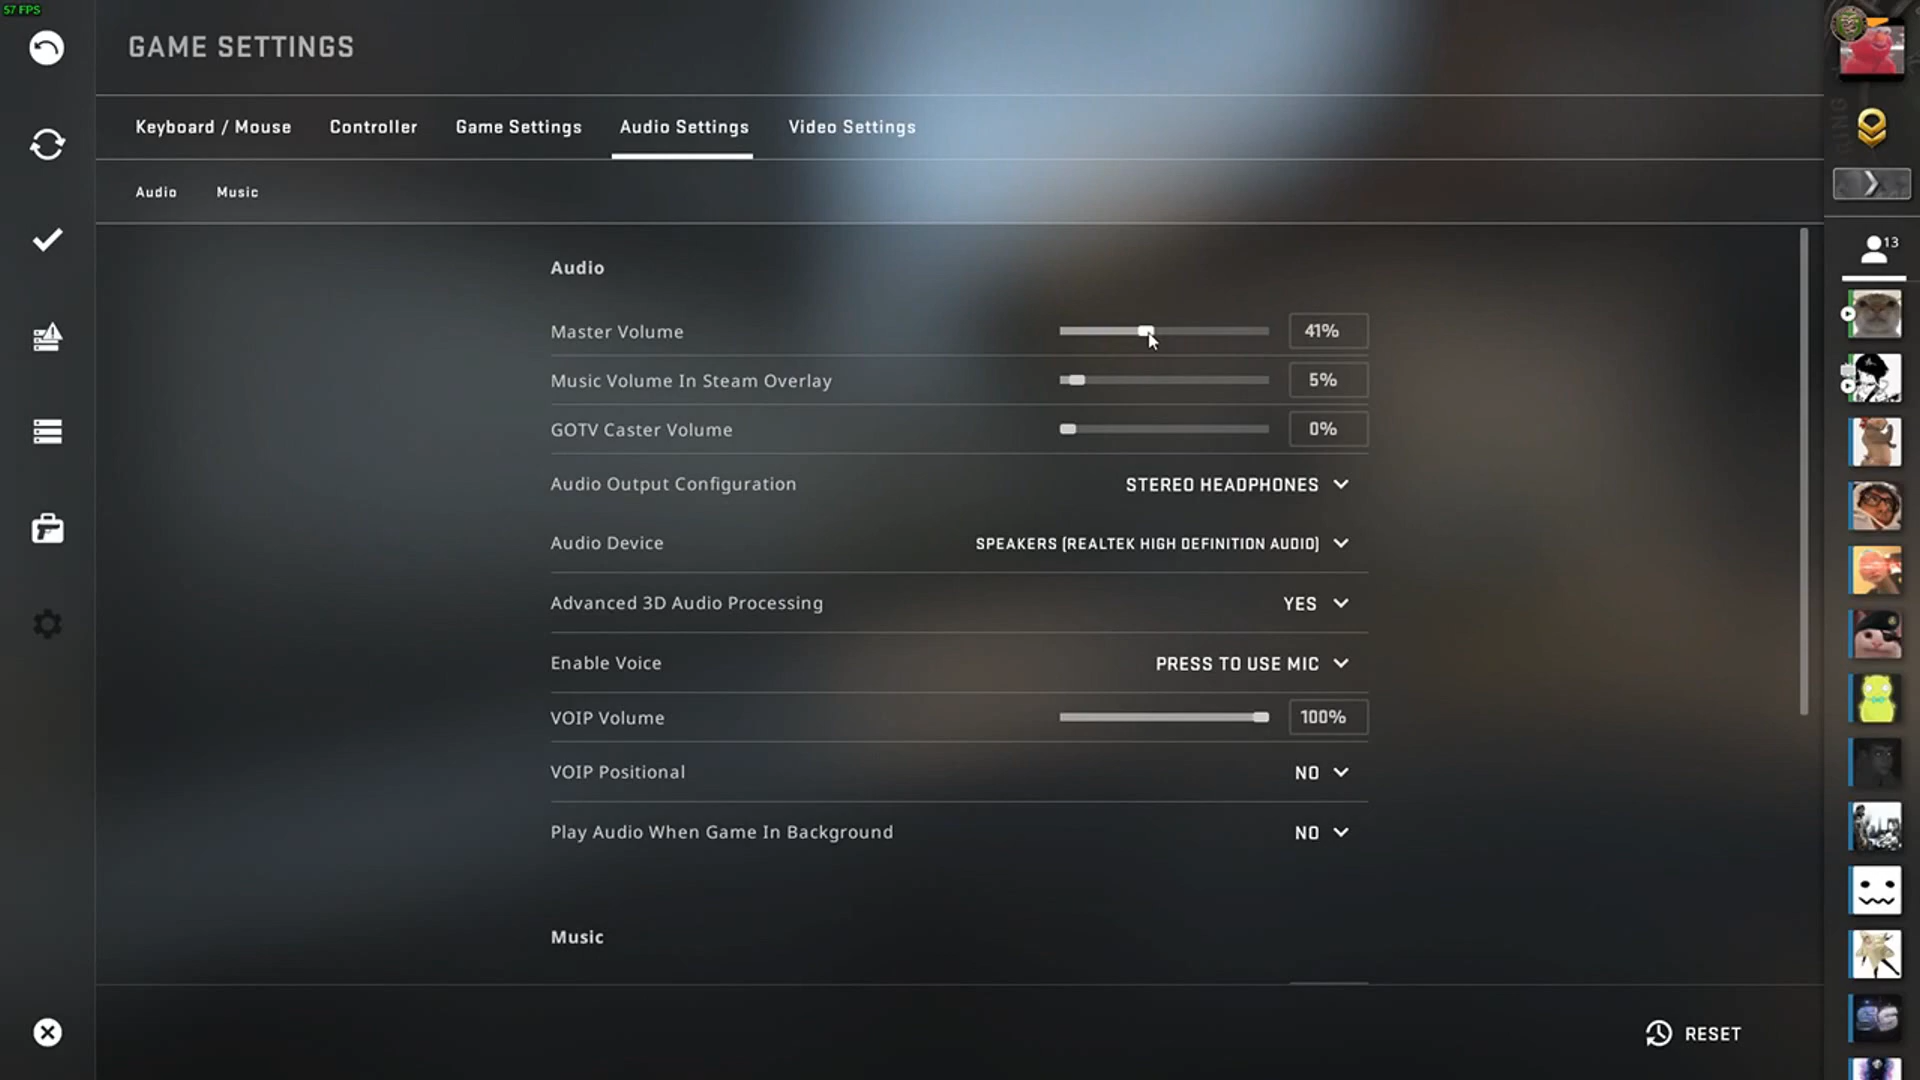 57 FPS
GAME SETTINGS
Keyboard / Mouse
Controller
Game Settings
Audio Settings
Video Settings
Audio
Music
Audio
Master Volume
41%
Music Volume In Steam Overlay
5%
GOTV Caster Volume
0%
Audio Output Configuration
STEREO HEADPHONES
Audio Device
SPEAKERS (REALTEK HIGH DEFINITION AUDIO)
Advanced 3D Audio Processing
YES
Enable Voice
PRESS TO USE MIC
VOIP Volume
100%
VOIP Positional
NO
Play Audio When Game In Background
NO
Music
RESET
13